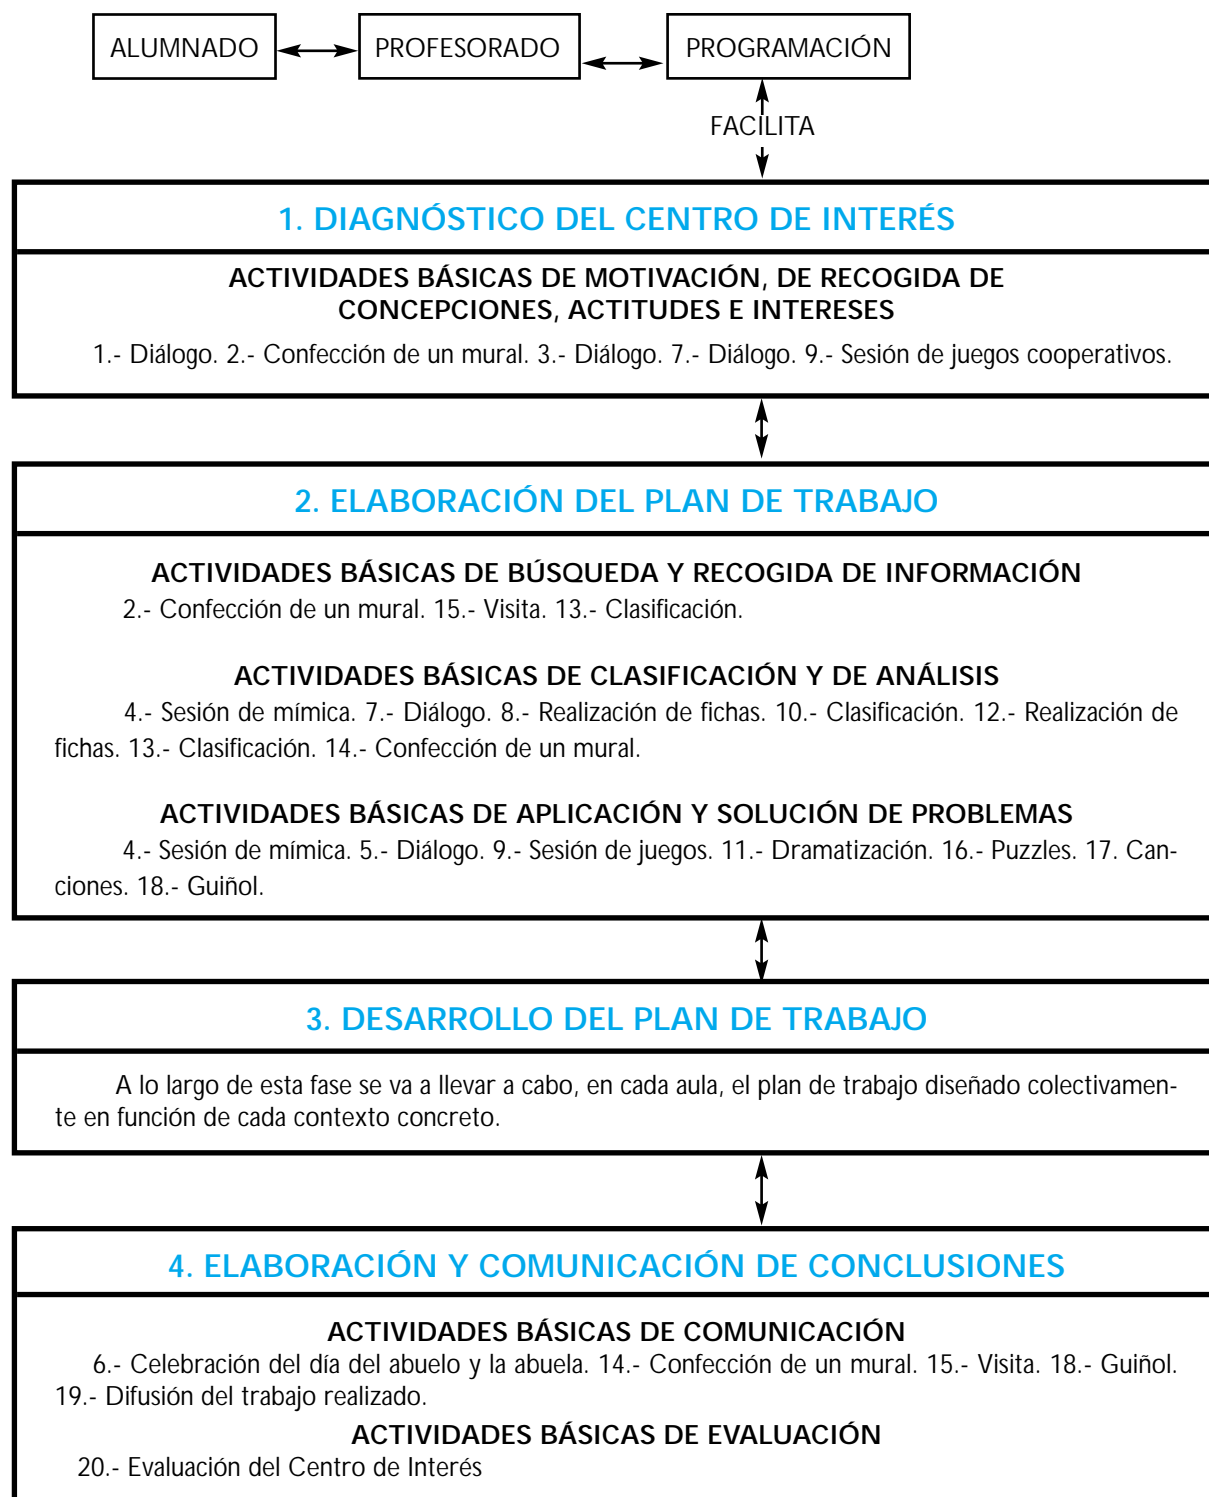 ALUMNADO PROFESORADO PROGRAMACIÓN
FACILITA
1. DIAGNÓSTICO DEL CENTRO DE INTERÉS
ACTIVIDADES BÁSICAS DE MOTIVACIÓN, DE RECOGIDA DE
CONCEPCIONES, ACTITUDES E INTERESES
1.- Diálogo. 2.- Confección de un mural. 3.- Diálogo. 7.- Diálogo. 9.- Sesión de juegos cooperativos.
2. ELABORACIÓN DEL PLAN DE TRABAJO
ACTIVIDADES BÁSICAS DE BÚSQUEDA Y RECOGIDA DE INFORMACIÓN
2.- Confección de un mural. 15.- Visita. 13.- Clasificación.
ACTIVIDADES BÁSICAS DE CLASIFICACIÓN Y DE ANÁLISIS
4.- Sesión de mímica. 7.- Diálogo. 8.- Realización de fichas. 10.- Clasificación. 12.- Realización de
fichas. 13.- Clasificación. 14.- Confección de un mural.
ACTIVIDADES BÁSICAS DE APLICACIÓN Y SOLUCIÓN DE PROBLEMAS
4.- Sesión de mímica. 5.- Diálogo. 9.- Sesión de juegos. 11.- Dramatización. 16.- Puzzles. 17. Can-
ciones. 18.- Guiñol.
3. DESARROLLO DEL PLAN DE TRABAJO
A lo largo de esta fase se va a llevar a cabo, en cada aula, el plan de trabajo diseñado colectivamen-
te en función de cada contexto concreto.
4. ELABORACIÓN Y COMUNICACIÓN DE CONCLUSIONES
ACTIVIDADES BÁSICAS DE COMUNICACIÓN
6.- Celebración del día del abuelo y la abuela. 14.- Confección de un mural. 15.- Visita. 18.- Guiñol.
19.- Difusión del trabajo realizado.
ACTIVIDADES BÁSICAS DE EVALUACIÓN
20.- Evaluación del Centro de Interés